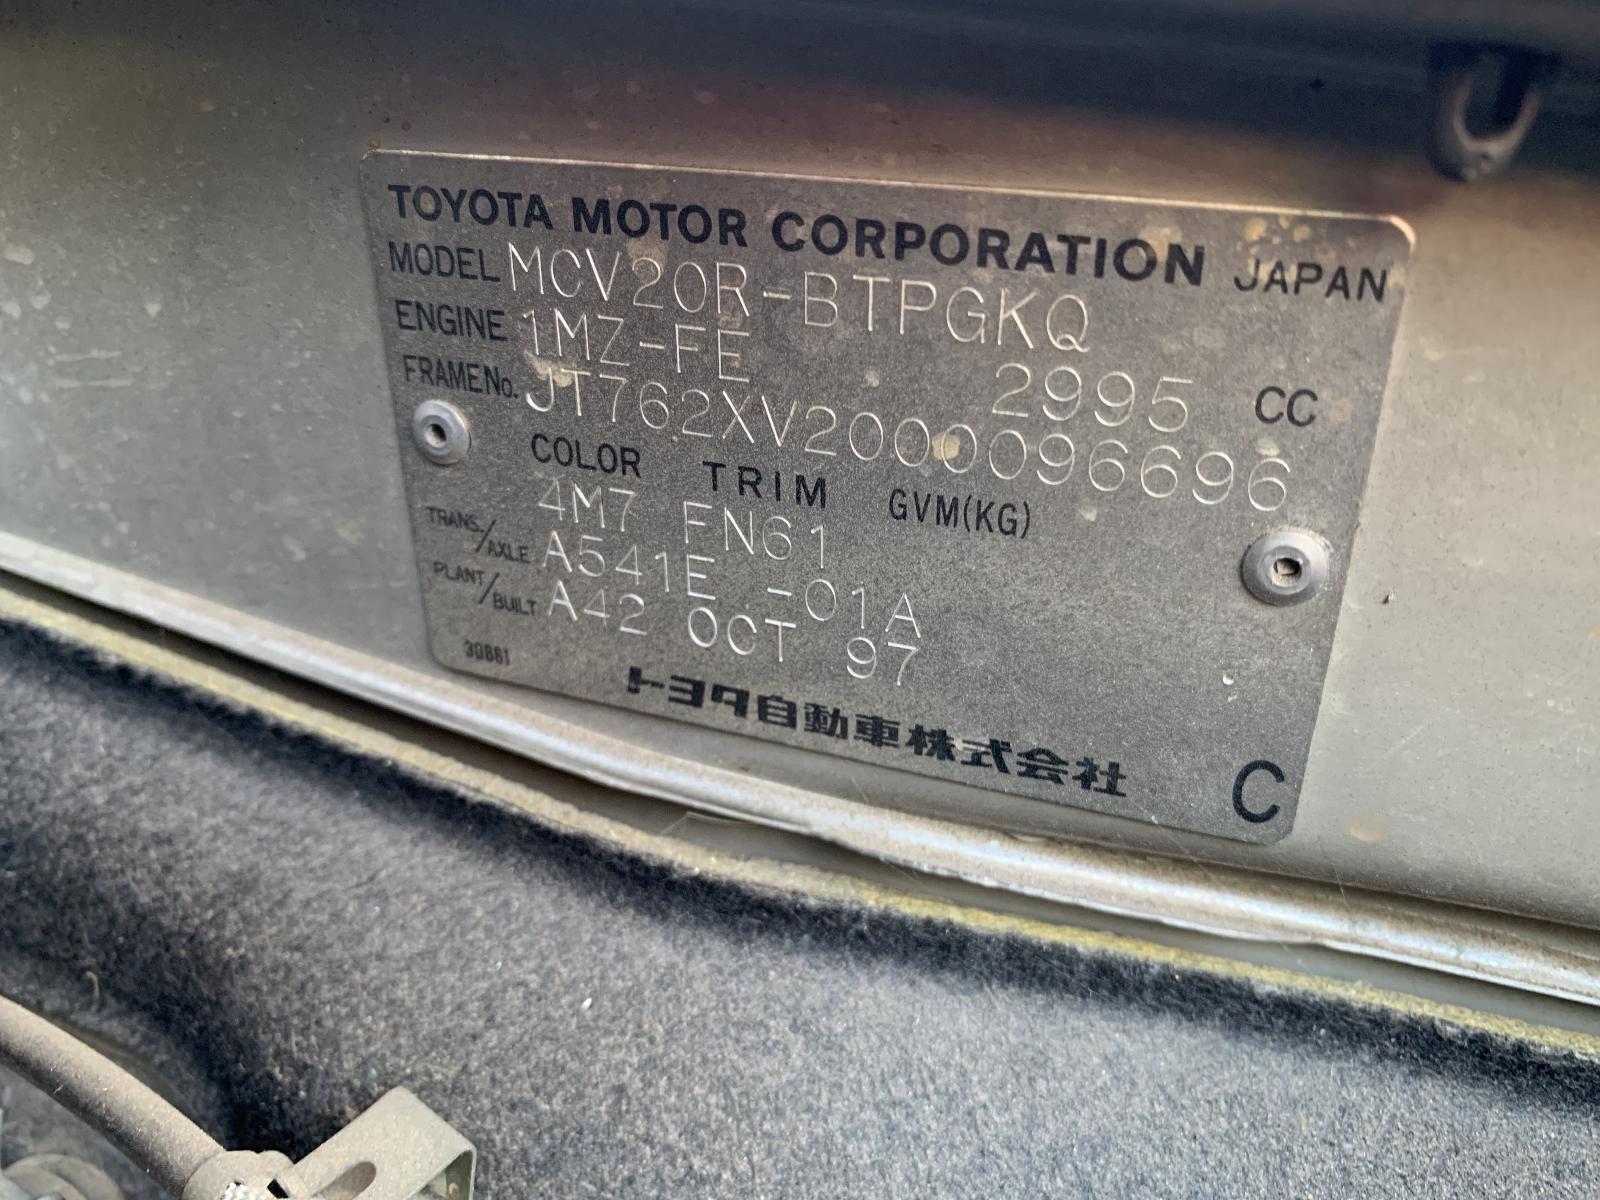 TOYOTA MOTOR CORPORATION JAPAN
MODEL MCV20R-BTPGKQ
ENGINE 1MZ-FE 2995 CC
FRAME No. JT762XV2000096696
COLOR TRIM GVM(KG)
4M7 FN61
TRANS./AXLE A541E -01A
PLANT/BUILT A42 OCT 97
30861
トヨタ自動車株式会社 C